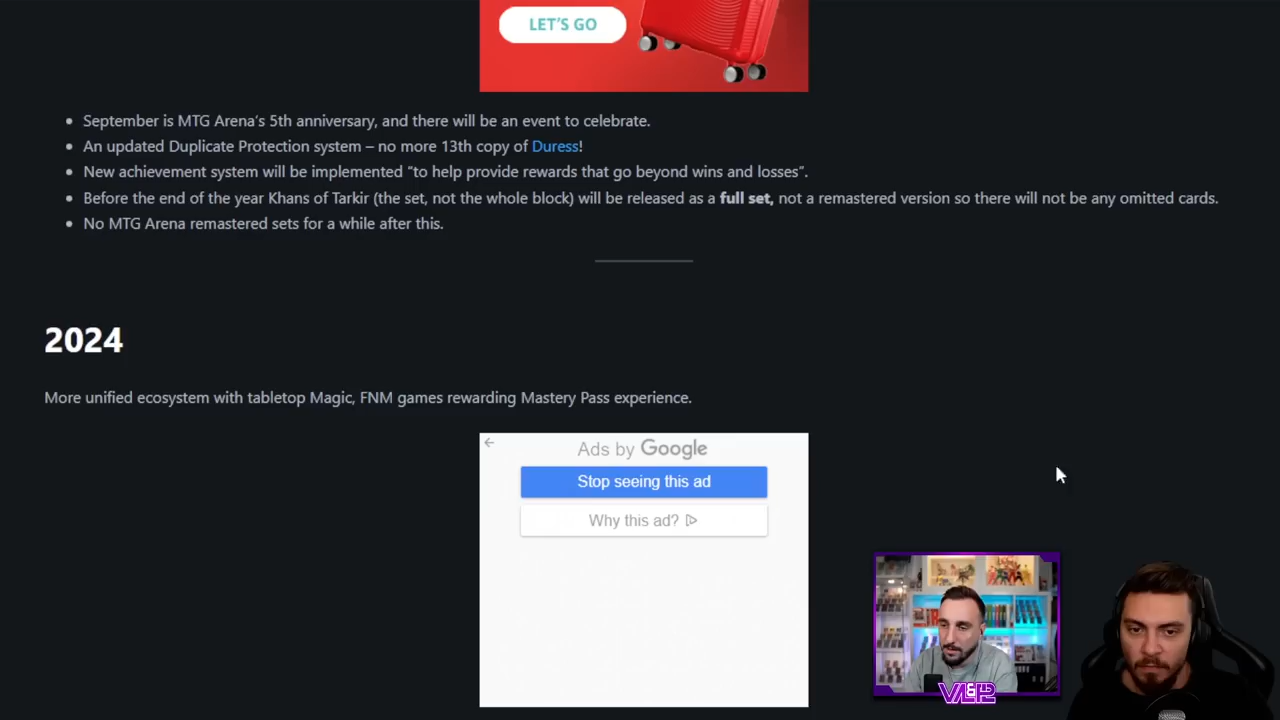 LET'S GO
September is MTG Arena's 5th anniversary, and there will be an event to celebrate.
An updated Duplicate Protection system – no more 13th copy of Duress!
New achievement system will be implemented "to help provide rewards that go beyond wins and losses".
Before the end of the year Khans of Tarkir (the set, not the whole block) will be released as a full set, not a remastered version so there will not be any omitted cards.
No MTG Arena remastered sets for a while after this.
2024
More unified ecosystem with tabletop Magic, FNM games rewarding Mastery Pass experience.
Ads by Google
Stop seeing this ad
Why this ad?